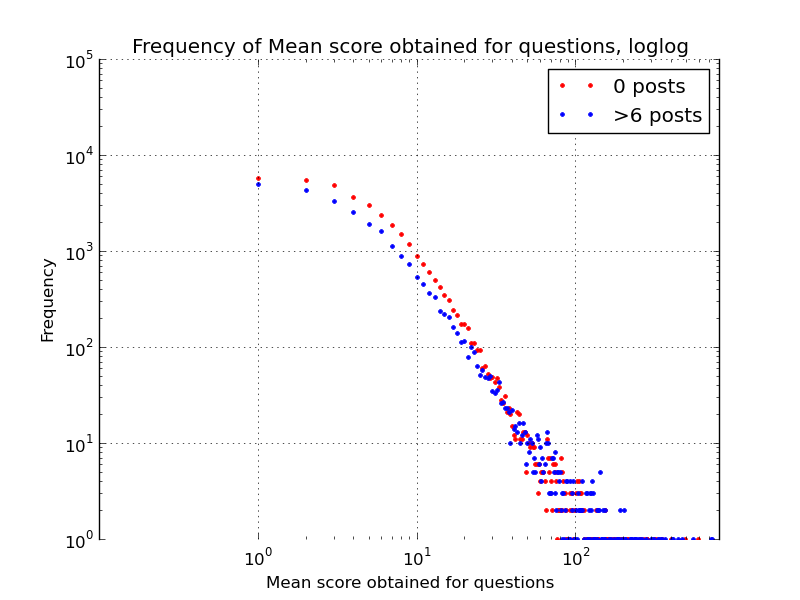 Frequency of Mean score obtained for questions, loglog
10^5
0 posts
>6 posts
10^4
10^3
Frequency
10^2
10^1
10^0
10^0
10^1
10^2
Mean score obtained for questions